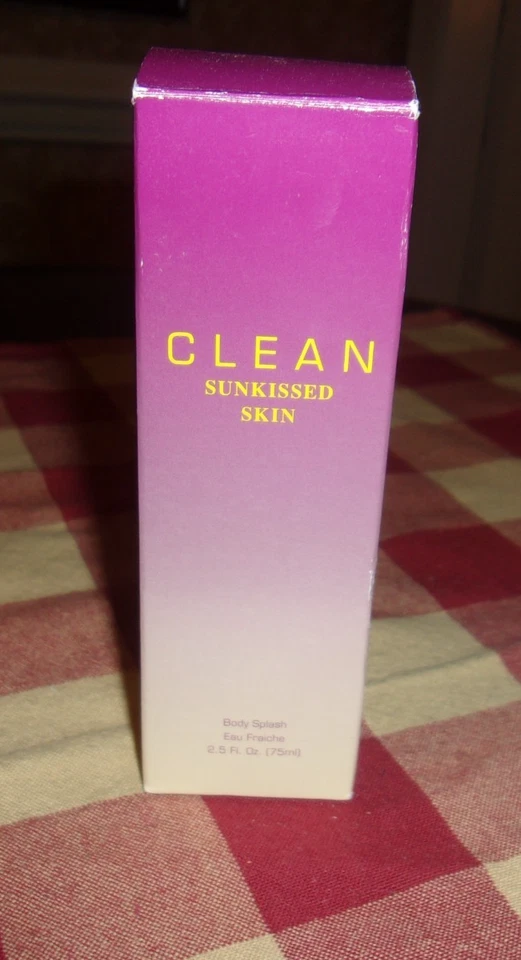 CLEAN
SUNKISSED
SKIN
Body Splash
Eau Fraiche
2.5 Fl. Oz. (75ml)